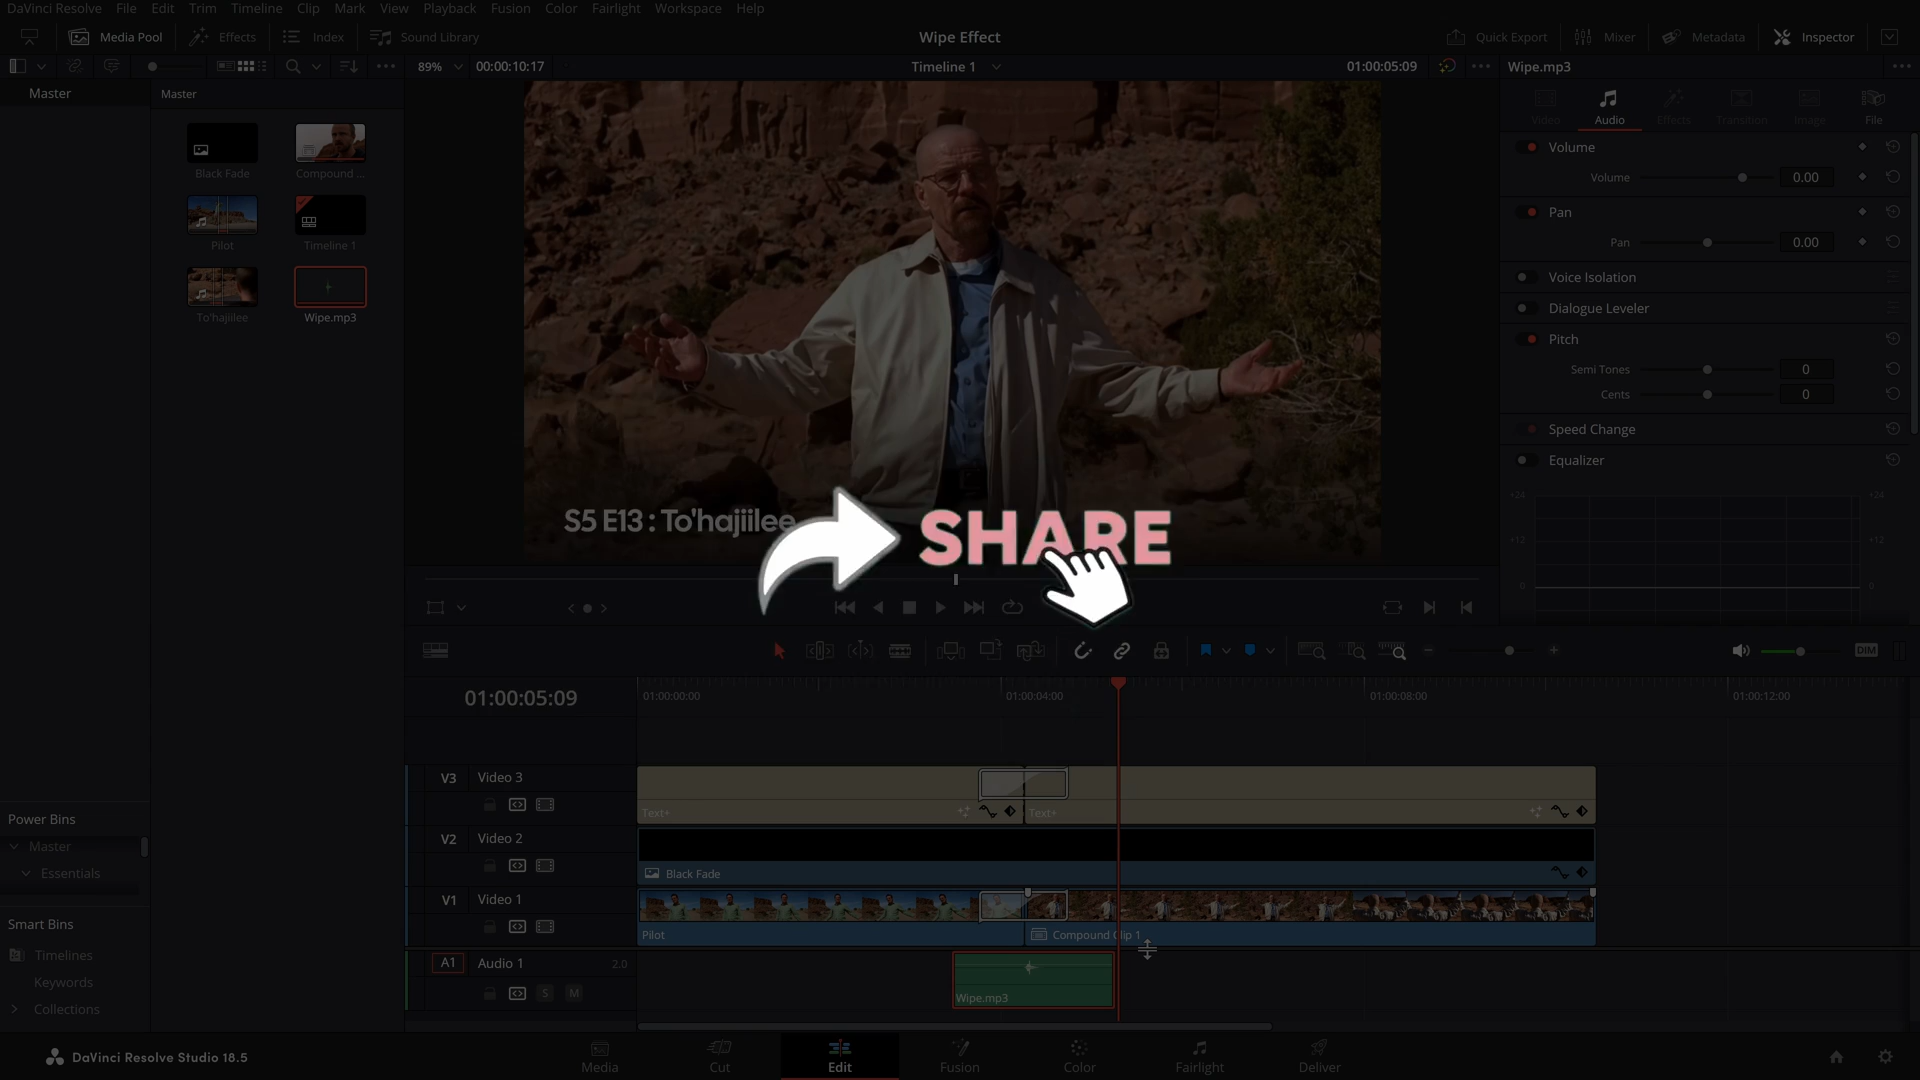 DaVinci Resolve File Edit Trim Timeline Clip Mark View Playback Fusion Color Fairlight Workspace Help
Media Pool Effects Index Sound Library
Wipe Effect
Quick Export Mixer Metadata Inspector
89% 00:00:10:17
Timeline 1
01:00:05:09
Wipe.mp3
Master
Master
Black Fade
Compound ...
Pilot
Timeline 1
To'hajiilee
Wipe.mp3
Video Audio Effects Transition Image File
Volume
Volume 0.00
Pan
Pan 0.00
Voice Isolation
Dialogue Leveler
Pitch
Semi Tones 0
Cents 0
Speed Change
Equalizer
+24 +24
+12 +12
0 0
S5 E13 : To'hajiilee
SHARE
DIM
01:00:05:09
01:00:00:00 01:00:04:00 01:00:08:00 01:00:12:00
V3 Video 3
Text+ Text+
V2 Video 2
Black Fade
V1 Video 1
Pilot
Compound Clip 1
A1 Audio 1 2.0
S M
Wipe.mp3
Power Bins
Master
Essentials
Smart Bins
Timelines
Keywords
Collections
DaVinci Resolve Studio 18.5
Media Cut Edit Fusion Color Fairlight Deliver